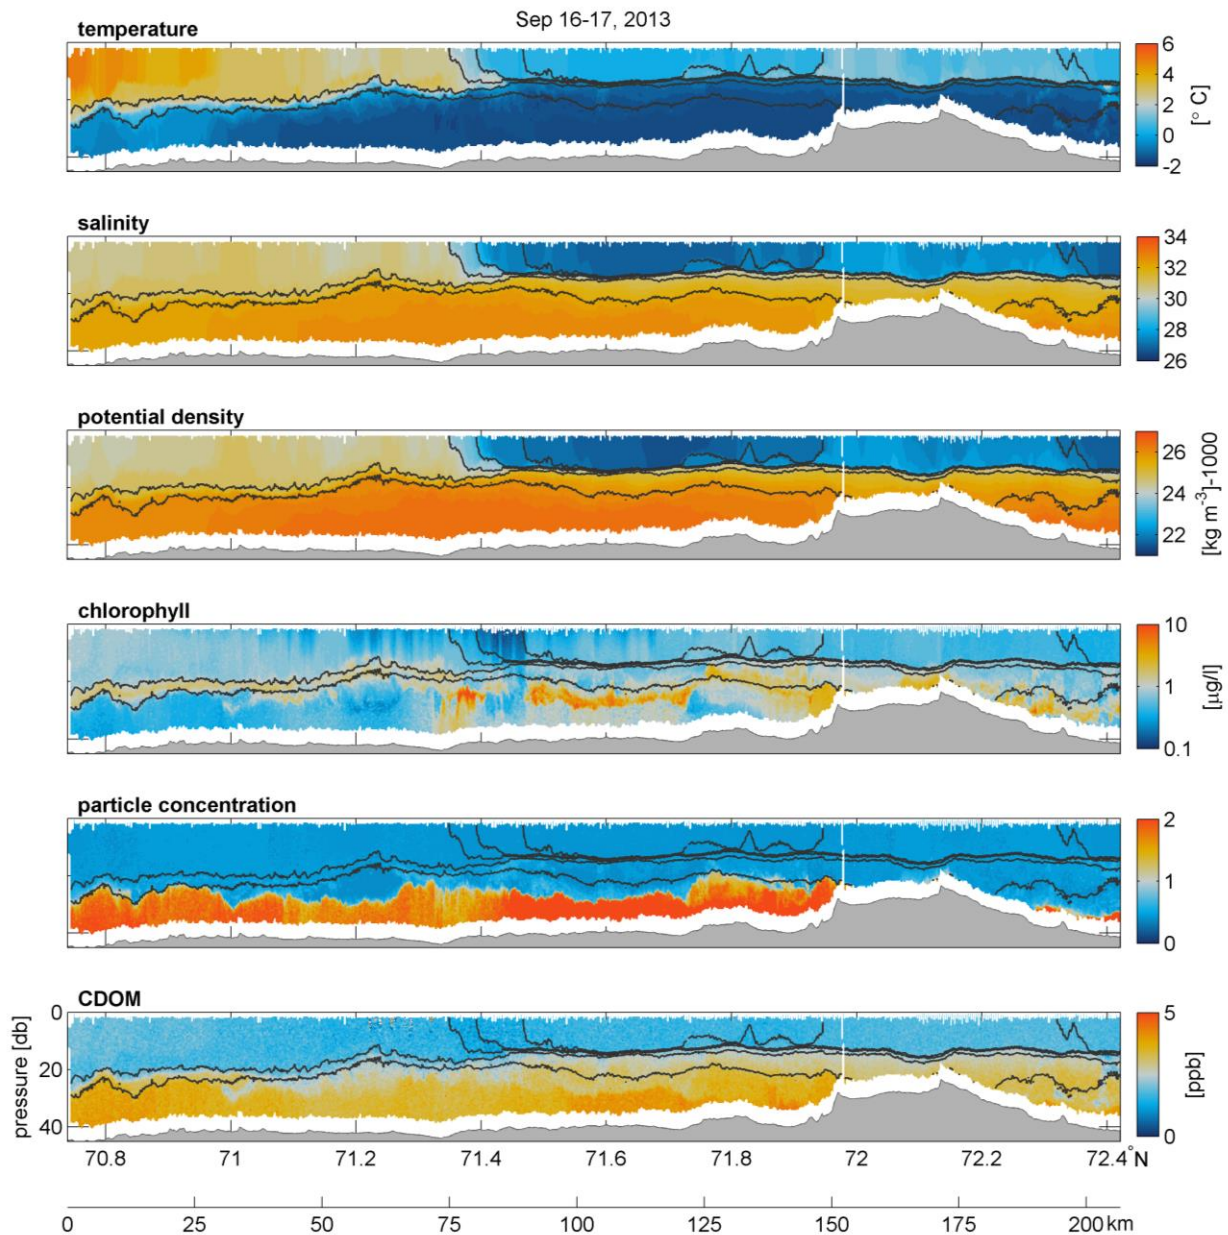 Sep 16-17, 2013
temperature
6
4
2
0
-2
[° C]
salinity
34
32
30
28
26
potential density
26
24
22
[kg m⁻³]-1000
chlorophyll
10
1
0.1
[µg/l]
particle concentration
2
1
0
CDOM
0
20
40
pressure [db]
5
0
[ppb]
70.8 71 71.2 71.4 71.6 71.8 72 72.2 72.4°N
0 25 50 75 100 125 150 175 200 km